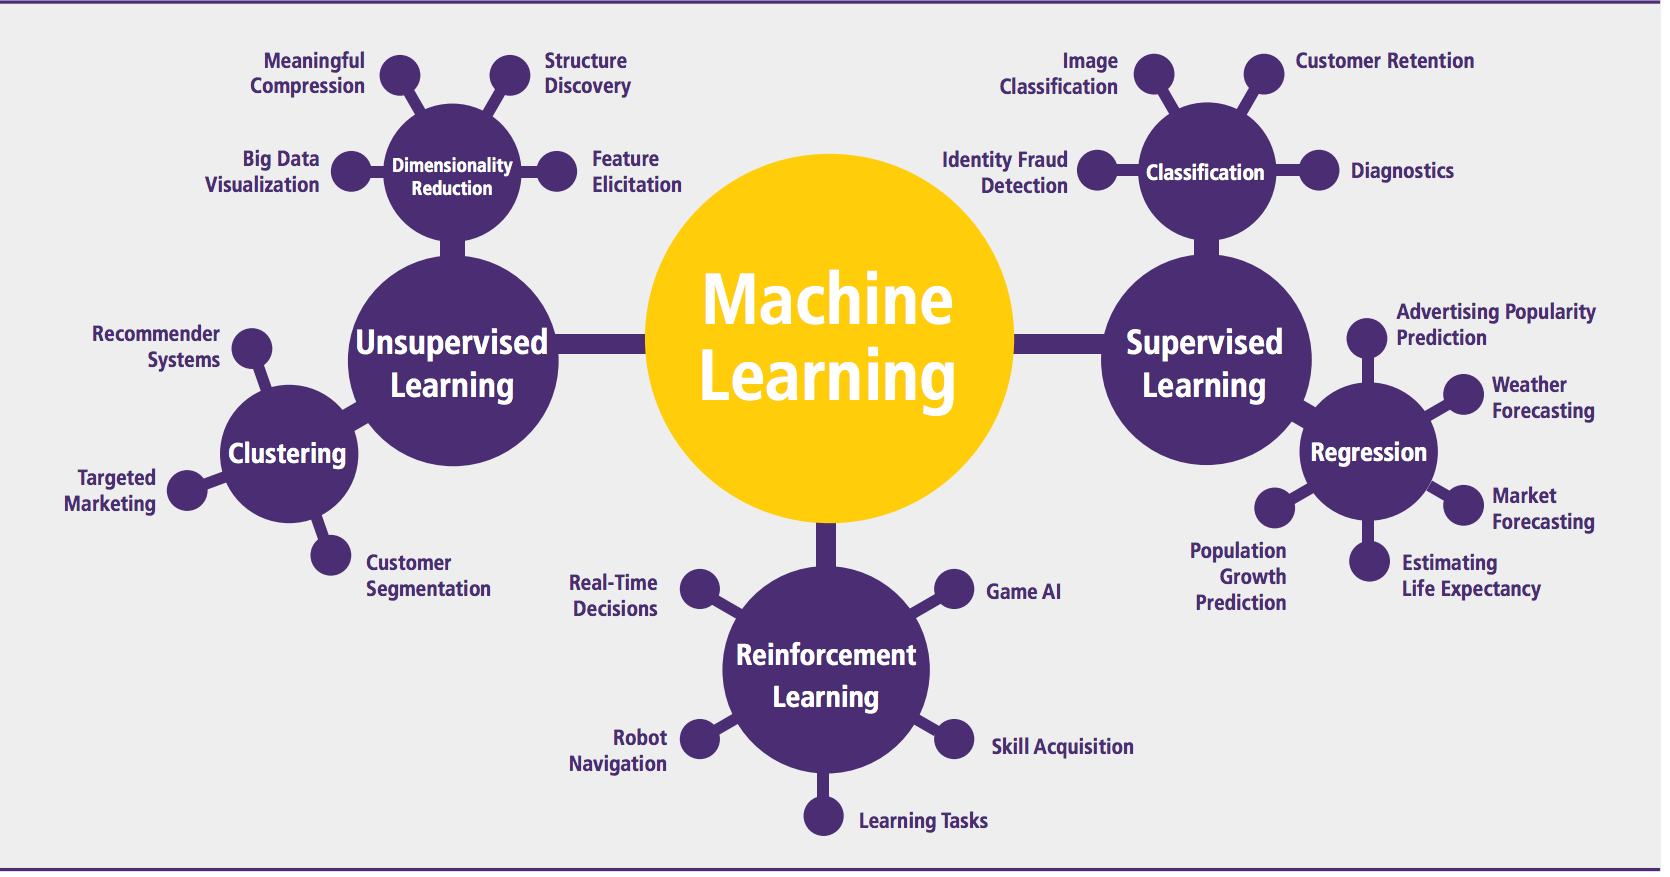 Meaningful
Compression
Structure
Discovery
Big Data
Visualization
Dimensionality
Reduction
Feature
Elicitation
Image
Classification
Customer Retention
Identity Fraud
Detection
Classification
Diagnostics
Machine
Learning
Unsupervised
Learning
Recommender
Systems
Clustering
Targeted
Marketing
Customer
Segmentation
Supervised
Learning
Advertising Popularity
Prediction
Weather
Forecasting
Regression
Market
Forecasting
Population
Growth
Prediction
Estimating
Life Expectancy
Real-Time
Decisions
Game AI
Reinforcement
Learning
Robot
Navigation
Skill Acquisition
Learning Tasks